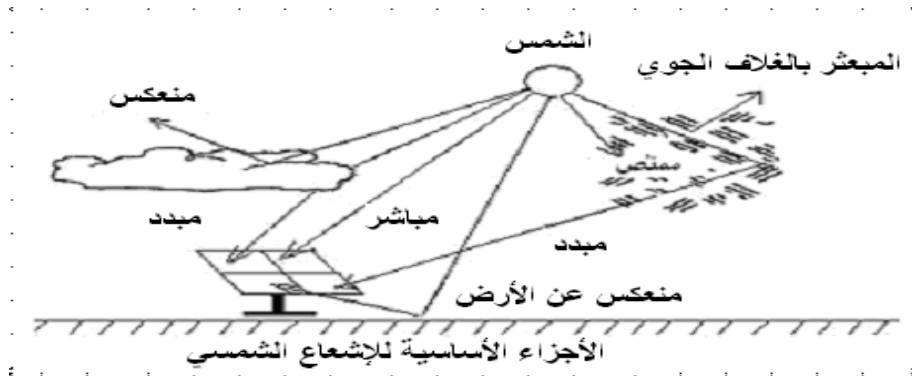 الشمس
المبعثر بالغلاف الجوي
منعكس
ممتص
مبدد
مباشر
مبدد
منعكس عن الأرض
الأجزاء الأساسية للإشعاع الشمسي